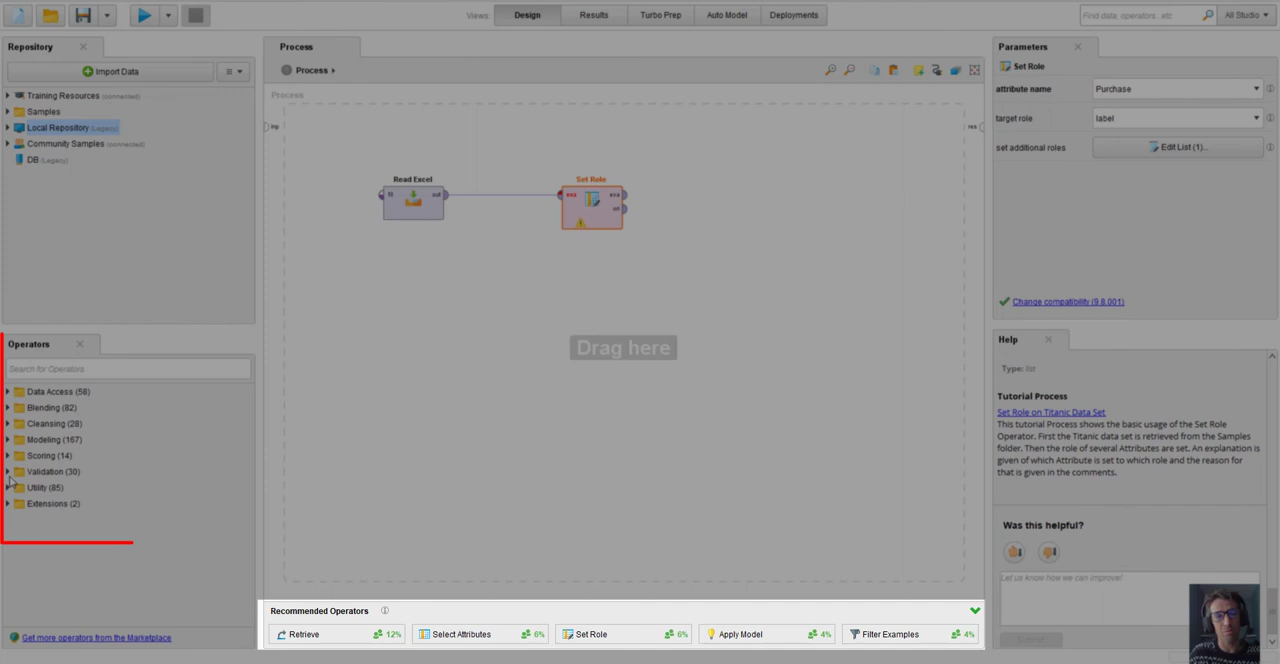 Views: Design Results Turbo Prep Auto Model Deployments Find data, operators...etc All Studio
Repository
Import Data
Training Resources (connected)
Samples
Local Repository (Legacy)
Community Samples (connected)
DB (Legacy)
Operators
Search for Operators
Data Access (58)
Blending (82)
Cleansing (28)
Modeling (167)
Scoring (14)
Validation (30)
Utility (85)
Extensions (2)
Get more operators from the Marketplace
Process
Process
Process
inp
res
Read Excel
fil out
Set Role
exa exa
ori
Drag here
Recommended Operators
Retrieve 12%
Select Attributes 6%
Set Role 6%
Apply Model 4%
Filter Examples 4%
Parameters
Set Role
attribute name Purchase
target role label
set additional roles Edit List (1)...
Change compatibility (9.8.001)
Help
Type: list
Tutorial Process
Set Role on Titanic Data Set
This tutorial Process shows the basic usage of the Set Role
Operator. First the Titanic data set is retrieved from the Samples
folder. Then the role of several Attributes are set. An explanation is
given of which Attribute is set to which role and the reason for
that is given in the comments.
Was this helpful?
Let us know how we can improve!
Submit